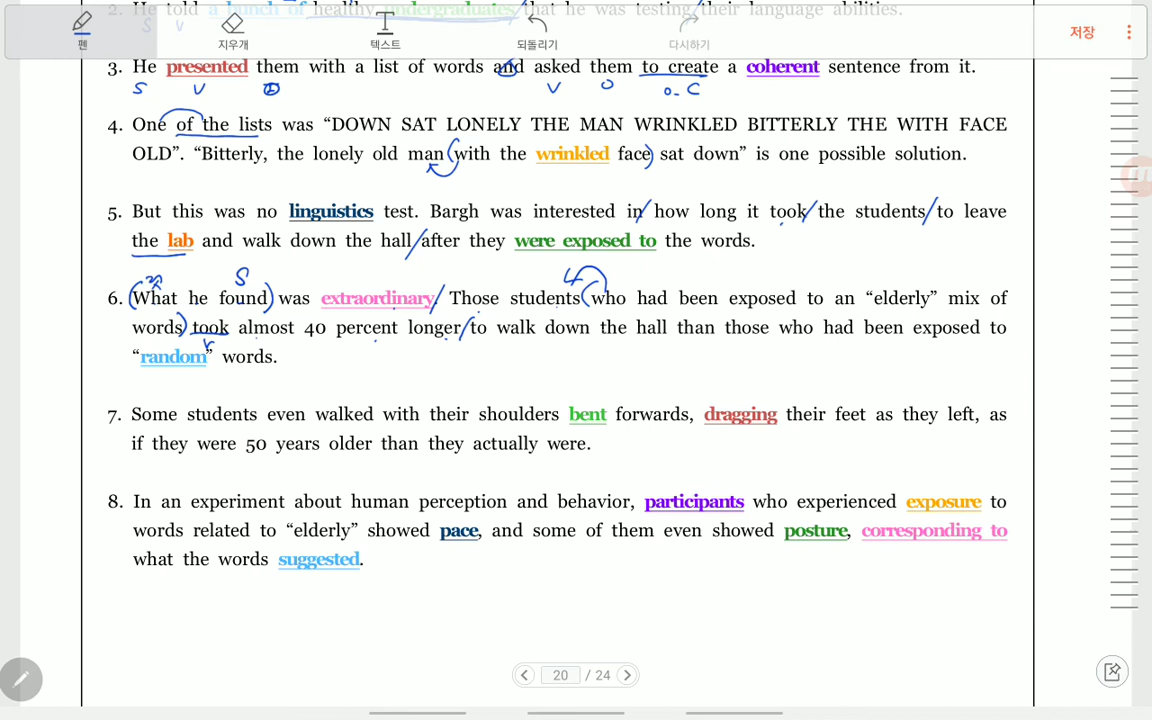 2. He told a bunch of healthy undergraduates that he was testing their language abilities.
S V
펜 지우개 텍스트 되돌리기 다시하기 저장
3. He presented them with a list of words and asked them to create a coherent sentence from it.
S V O V O O.C
4. One of the lists was “DOWN SAT LONELY THE MAN WRINKLED BITTERLY THE WITH FACE
OLD”. “Bitterly, the lonely old man with the wrinkled face sat down” is one possible solution.
5. But this was no linguistics test. Bargh was interested in how long it took the students to leave
the lab and walk down the hall after they were exposed to the words.
S
6. What he found was extraordinary. Those students who had been exposed to an “elderly” mix of
words took almost 40 percent longer to walk down the hall than those who had been exposed to
V
“random” words.
7. Some students even walked with their shoulders bent forwards, dragging their feet as they left, as
if they were 50 years older than they actually were.
8. In an experiment about human perception and behavior, participants who experienced exposure to
words related to “elderly” showed pace, and some of them even showed posture, corresponding to
what the words suggested.
20 / 24